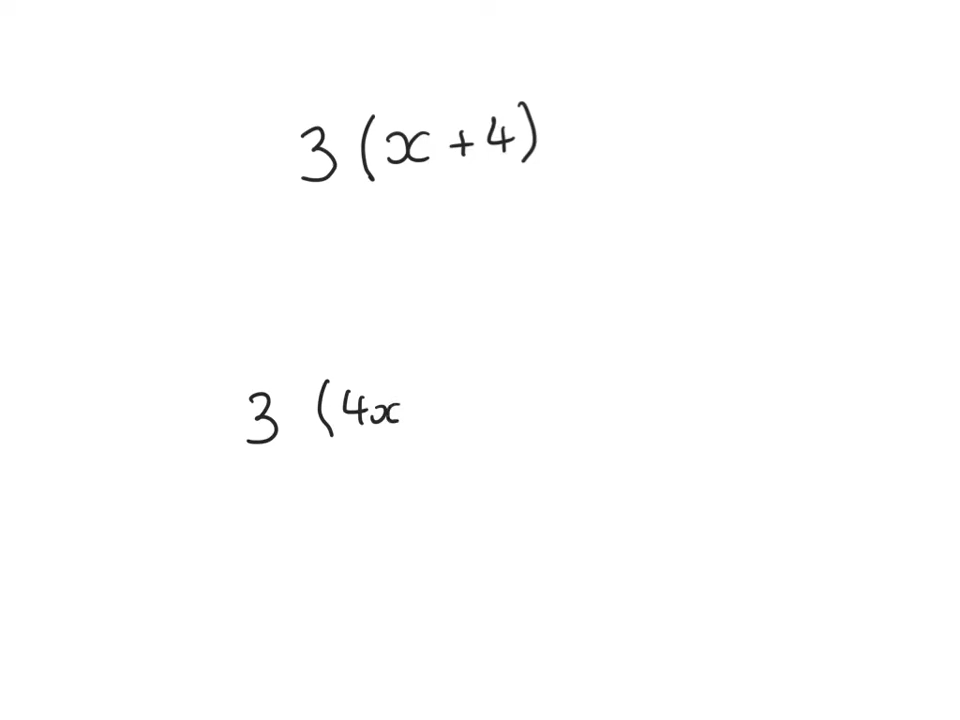 3 (x + 4)
3 (4x